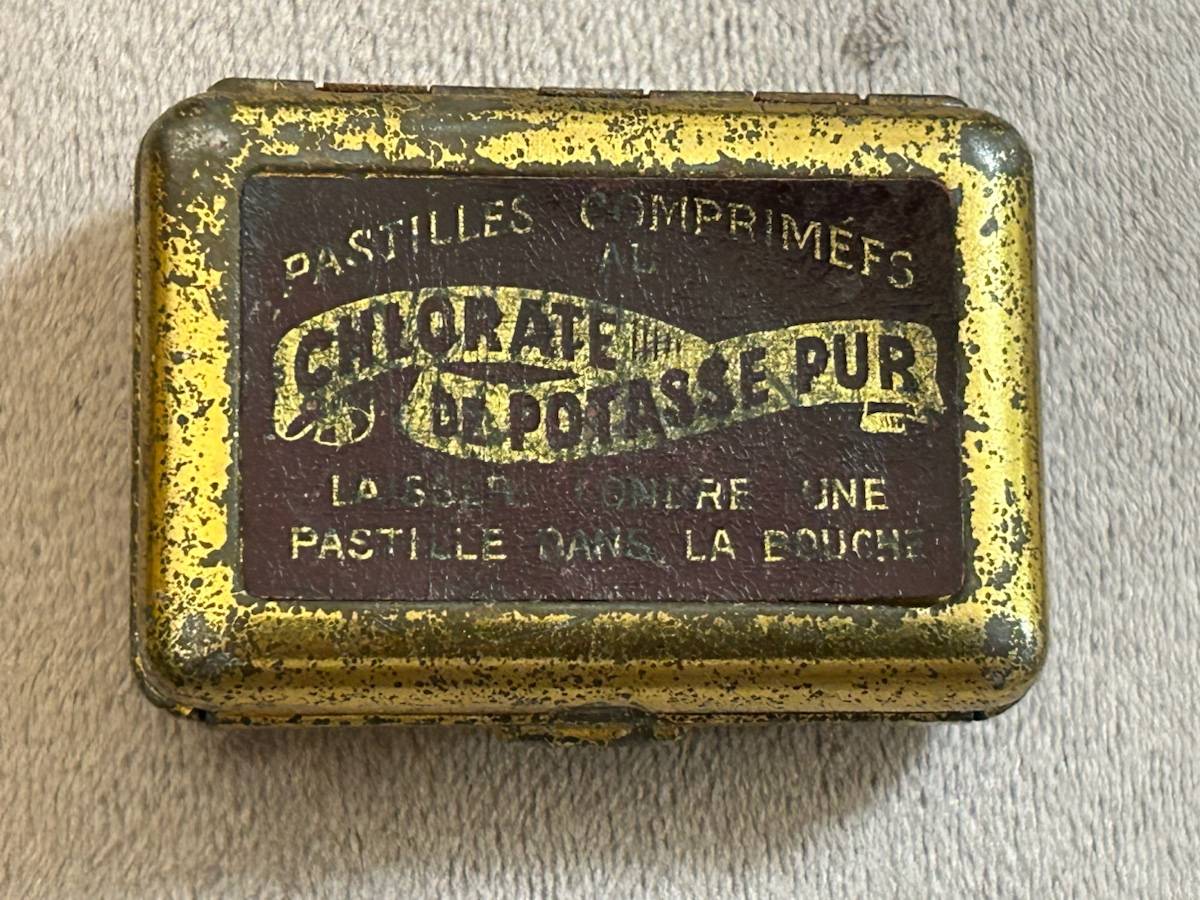 PASTILLES COMPRIMÉES
AU
CHLORATE
DE POTASSE PUR
LAISSER FONDRE UNE
PASTILLE DANS LA BOUCHE